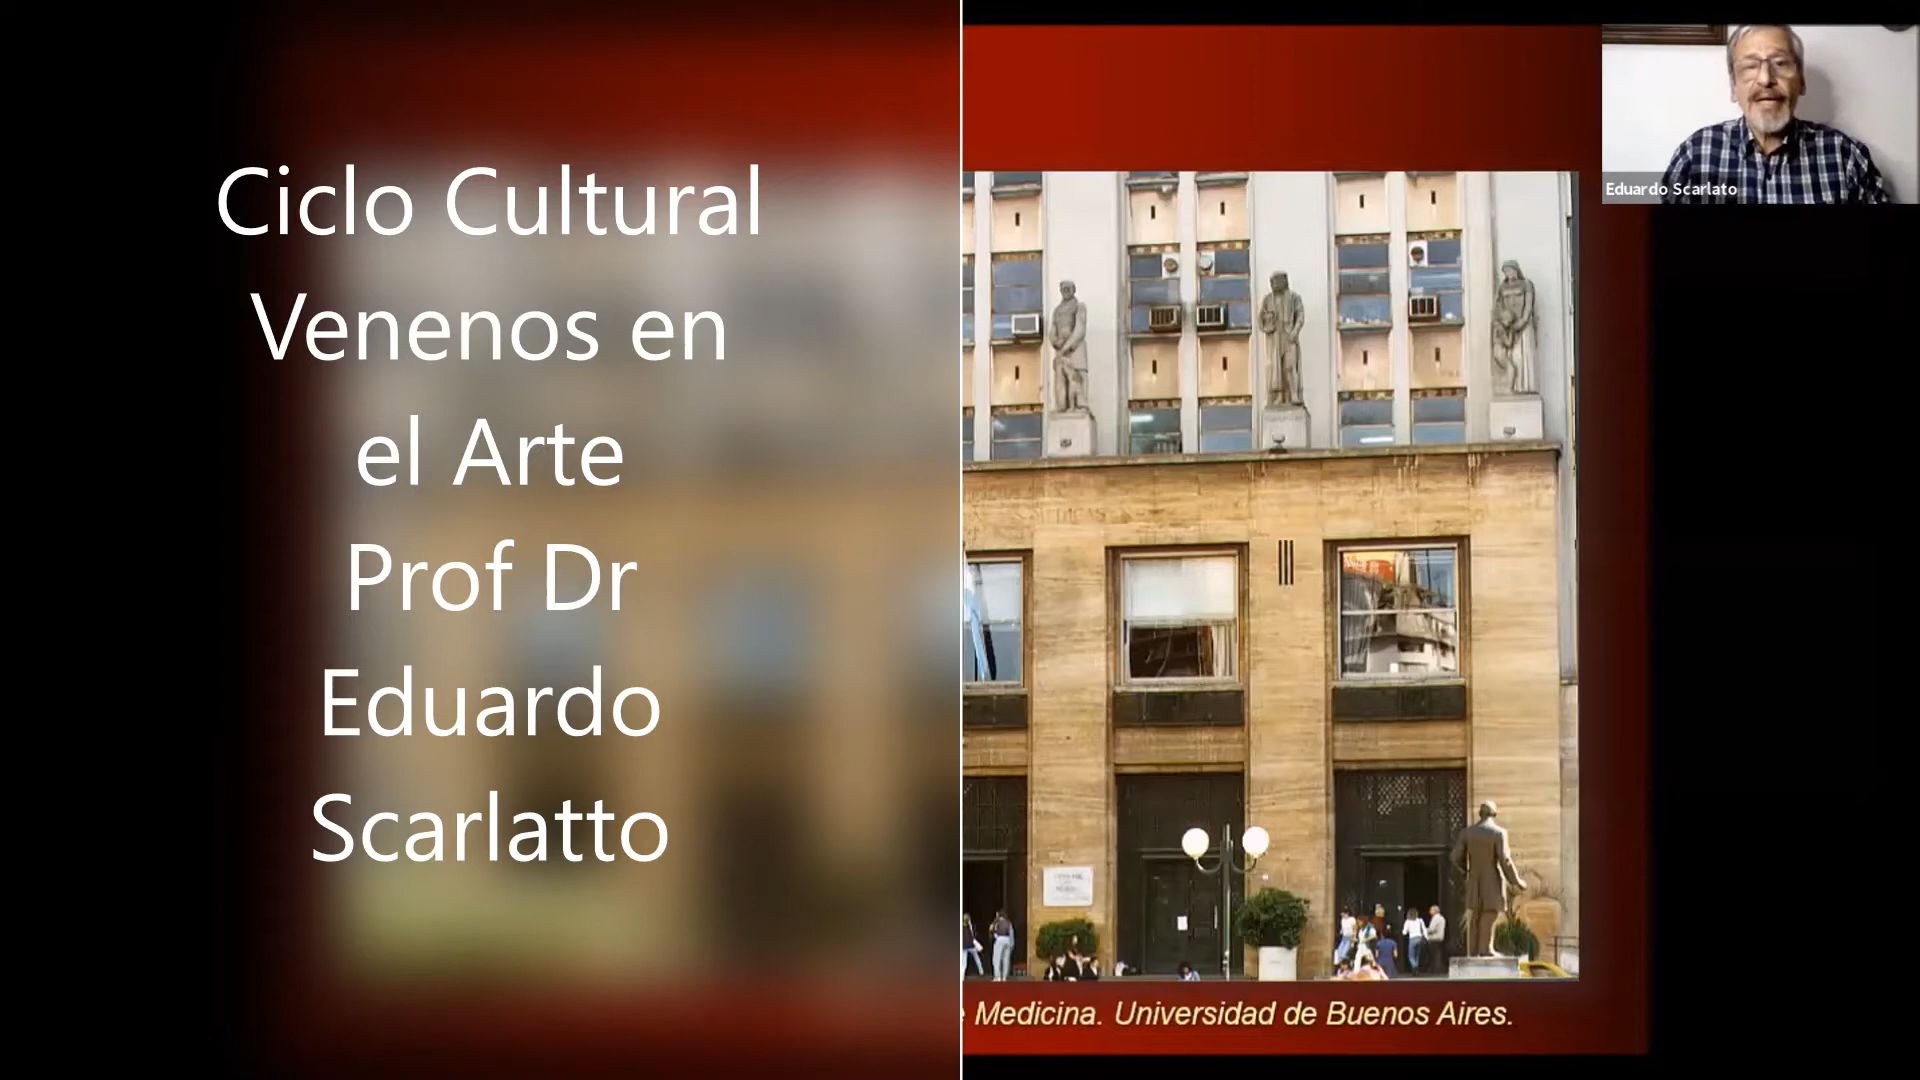 Ciclo Cultural
Venenos en
el Arte
Prof Dr
Eduardo
Scarlatto
Eduardo Scarlato
Medicina. Universidad de Buenos Aires.